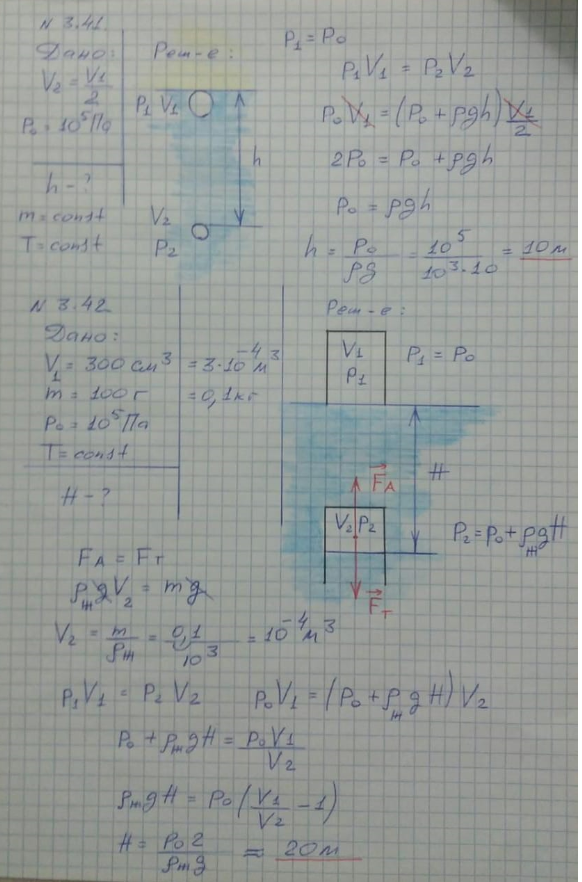 N 3.41
Дано:
V₂ = V₁/2
P₀ = 10⁵ Па
h - ?
m = const
T = const
Реш-е:
P₁ V₁
h
V₂
P₂
P₁ = P₀
P₁V₁ = P₂V₂
P₀V₁ = (P₀ + ρgh) V₁/2
2P₀ = P₀ + ρgh
P₀ = ρgh
h = P₀/ρg = 10⁵/10³·10 = 10 м
N 3.42
Дано:
V₁ = 300 см³ = 3·10⁻⁴ м³
m = 100 г = 0,1 кг
P₀ = 10⁵ Па
T = const
H - ?
Реш-е:
V₁
P₁
P₁ = P₀
H
F_A
V₂ P₂
P₂ = P₀ + ρ_ж gH
F_т
F_A = F_т
ρ_ж gV₂ = mg
V₂ = m/ρ_ж = 0,1/10³ = 10⁻⁴ м³
P₁V₁ = P₂V₂ P₀V₁ = (P₀ + ρ_ж gH) V₂
P₀ + ρ_ж gH = P₀V₁/V₂
ρ_ж gH = P₀ (V₁/V₂ - 1)
H = P₀2/ρ_ж g = 20 м